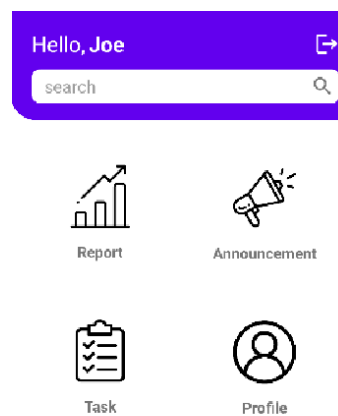 Hello, Joe
search
Report
Announcement
Task
Profile